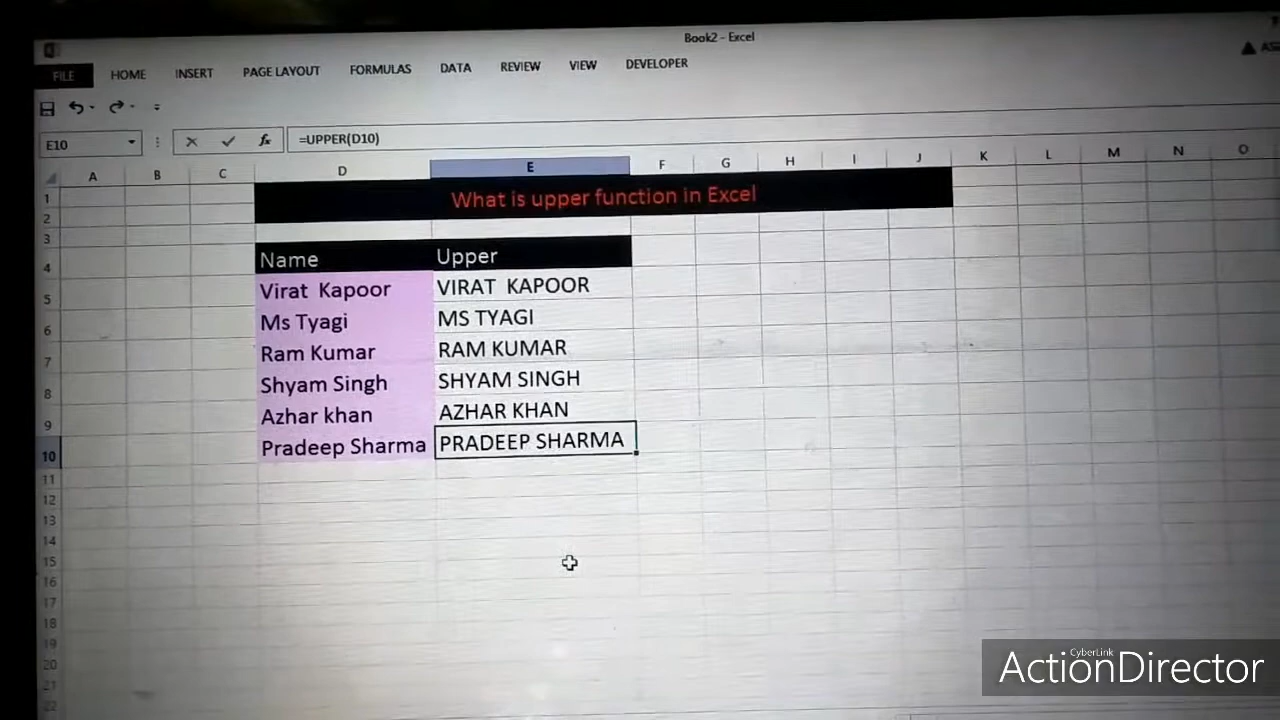 Book2 - Excel
FILE HOME INSERT PAGE LAYOUT FORMULAS DATA REVIEW VIEW DEVELOPER
E10 fx =UPPER(D10)
A B C D E F G H I J K L M N O
1 What is upper function in Excel
2
3
4 Name Upper
5 Virat Kapoor VIRAT KAPOOR
6 Ms Tyagi MS TYAGI
7 Ram Kumar RAM KUMAR
8 Shyam Singh SHYAM SINGH
9 Azhar khan AZHAR KHAN
10 Pradeep Sharma PRADEEP SHARMA
11
12
13
14
15
16
17
18
19
20
21
22
CyberLink
ActionDirector